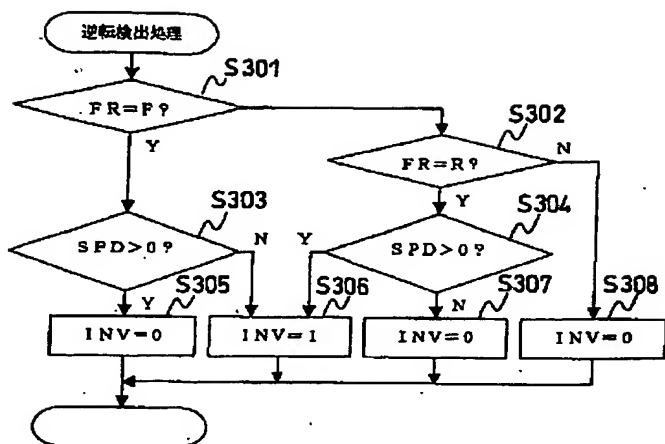 逆転検出処理
S301
FR=F?
Y
S302
FR=R?
N
Y
S303
SPD>0?
N
Y
S304
SPD>0?
Y
N
S305
INV=0
S306
INV=1
S307
INV=0
S308
INV=0